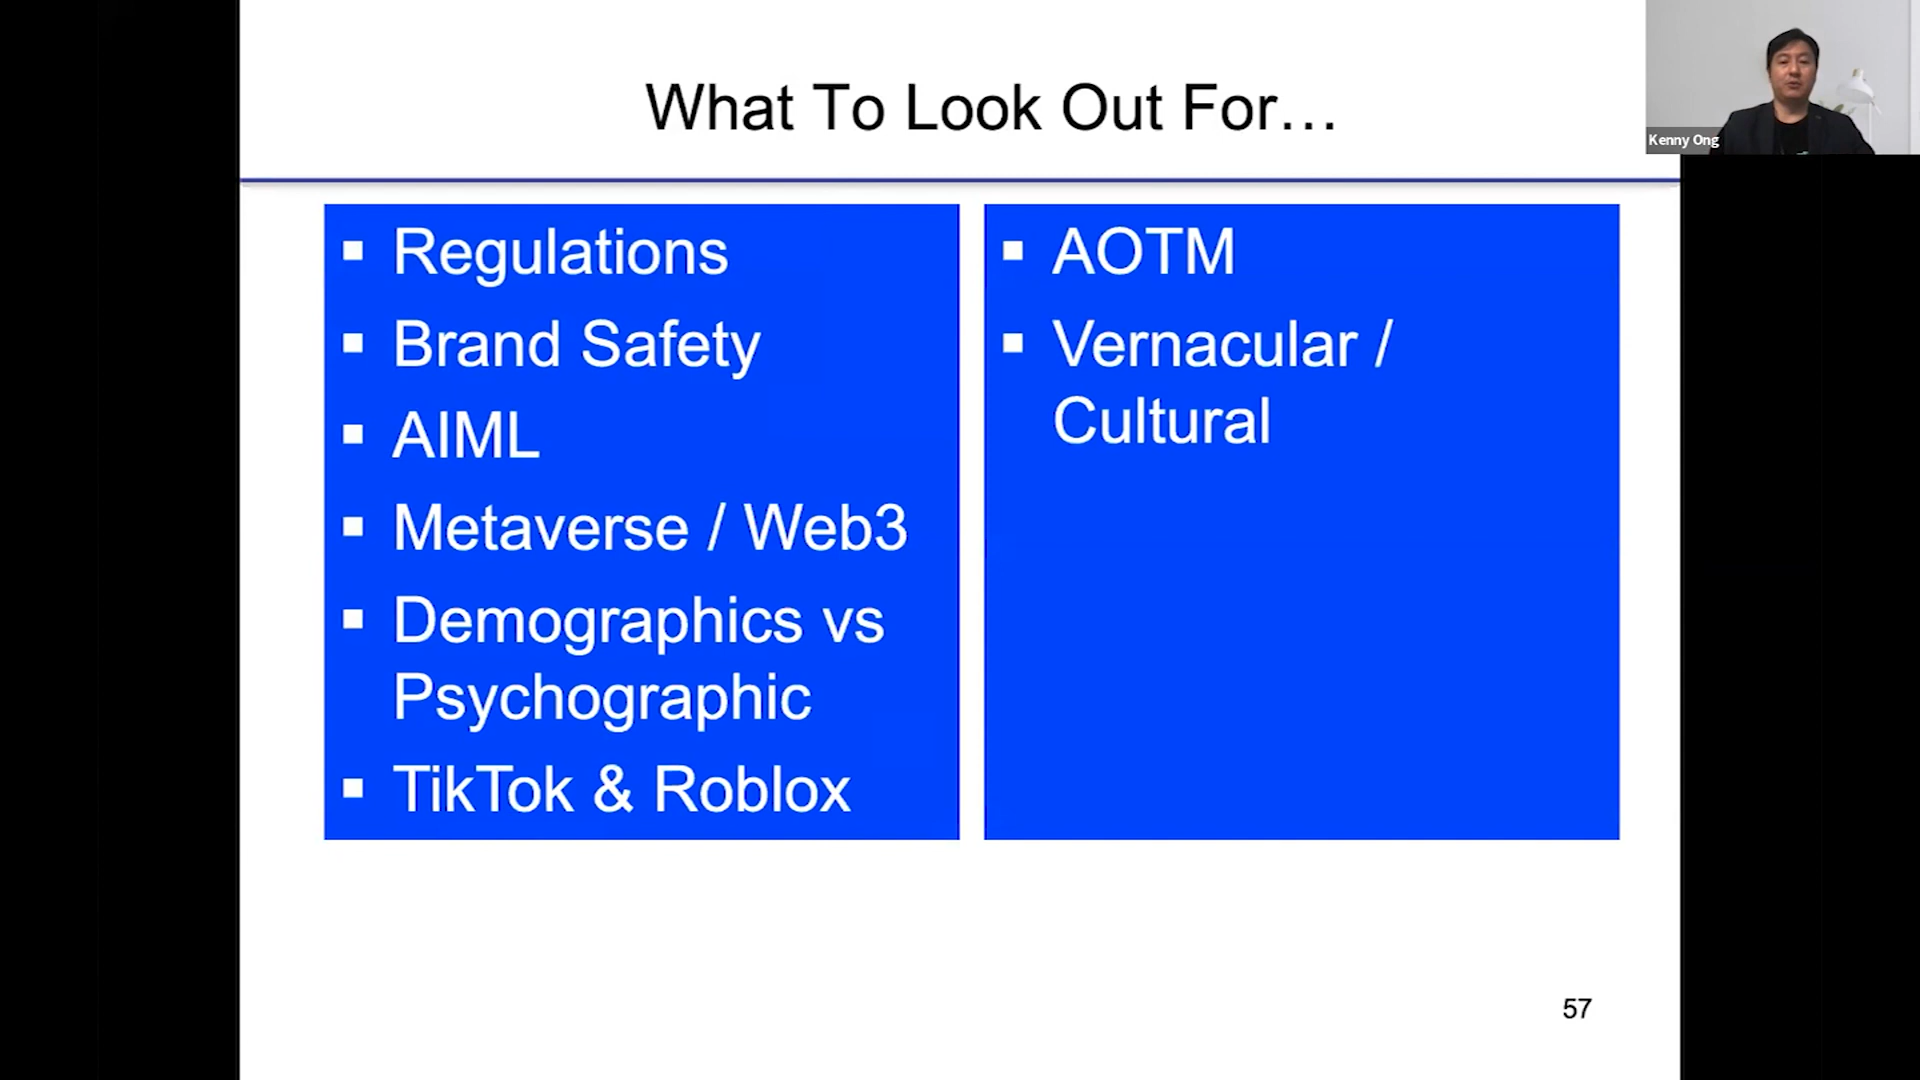 What To Look Out For…
Kenny Ong
▪ Regulations
▪ Brand Safety
▪ AIML
▪ Metaverse / Web3
▪ Demographics vs
Psychographic
▪ TikTok & Roblox
▪ AOTM
▪ Vernacular /
Cultural
57